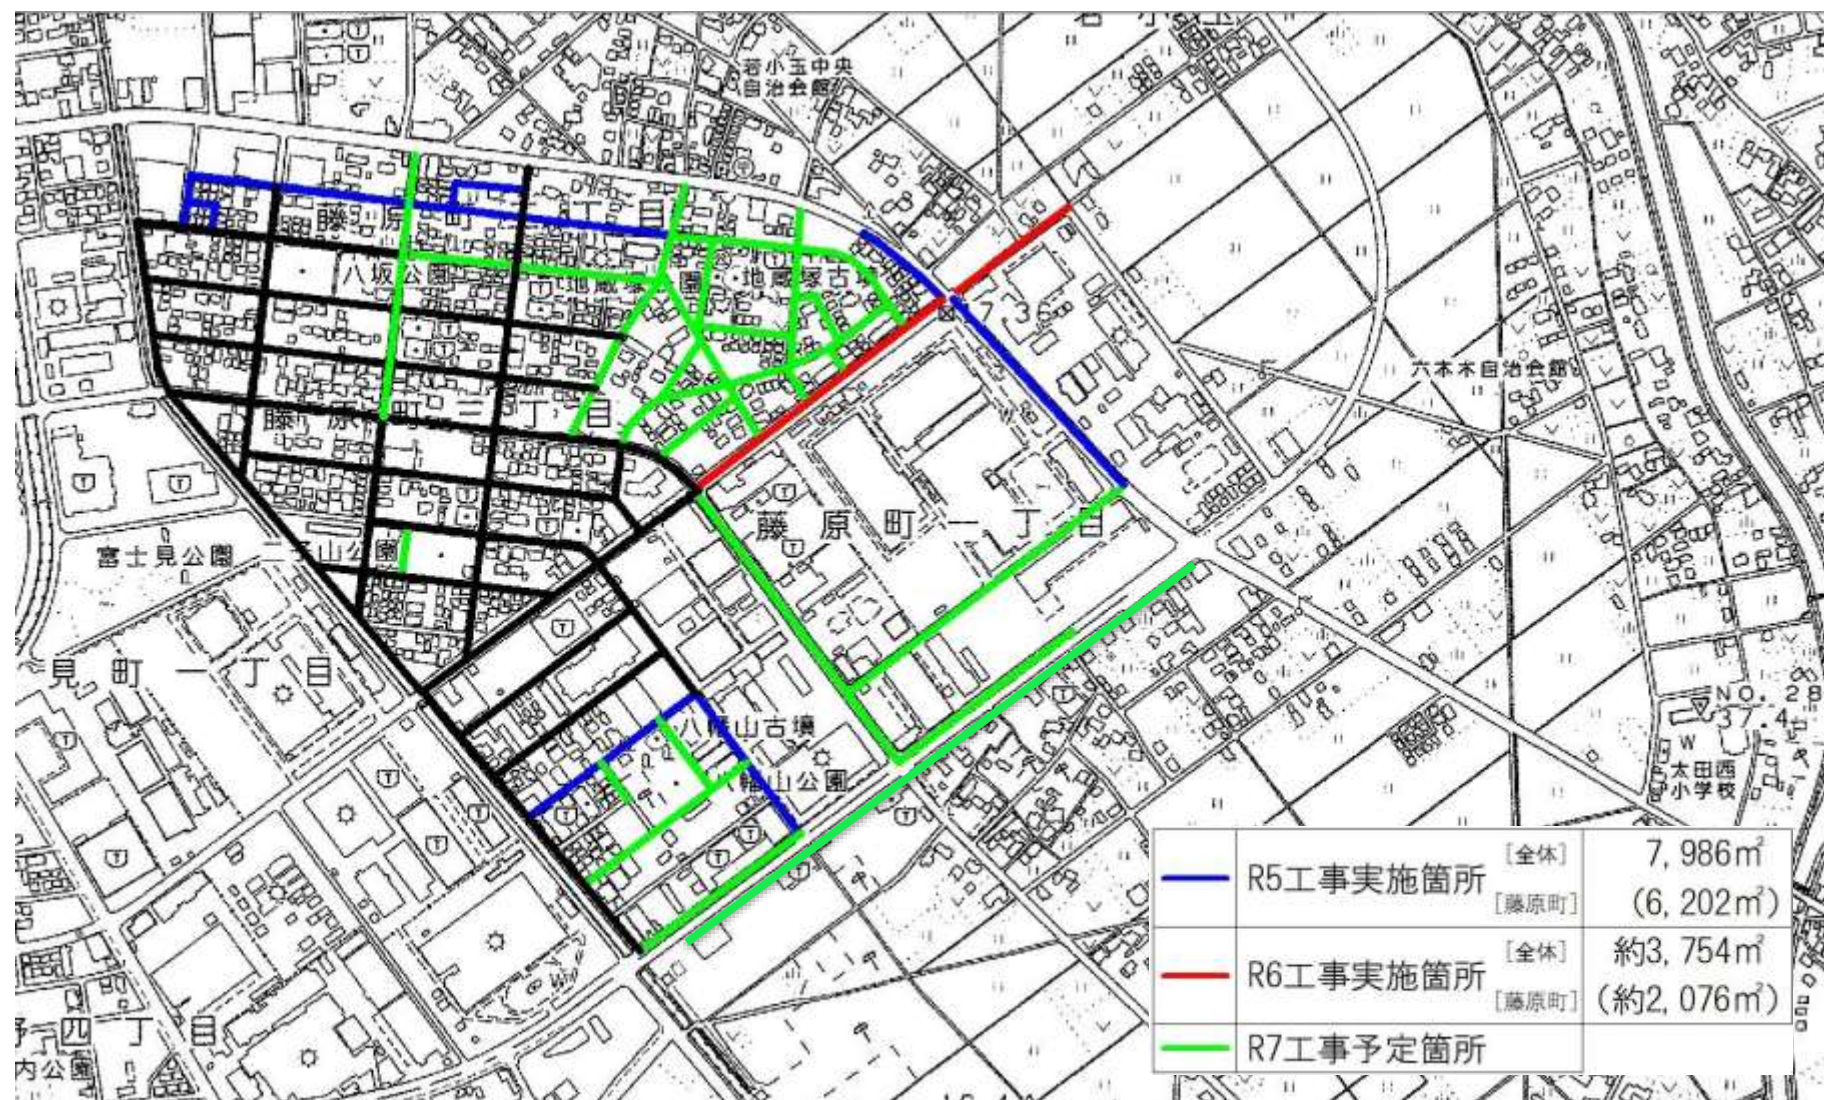 若小玉中央
自治会館
藤原町二丁目
八坂公園
地蔵塚古墳
7.36
六本木自治会館
藤原町三丁目
藤原町一丁目
富士見公園
二子山公園
見町一丁目
八幡山古墳
八幡山公園
NO. 28
37.4
W
太田西
小学校
野四丁目
内公園
R5工事実施箇所 [全体] 7,986㎡
[藤原町] (6,202㎡)
R6工事実施箇所 [全体] 約3,754㎡
[藤原町] (約2,076㎡)
R7工事予定箇所